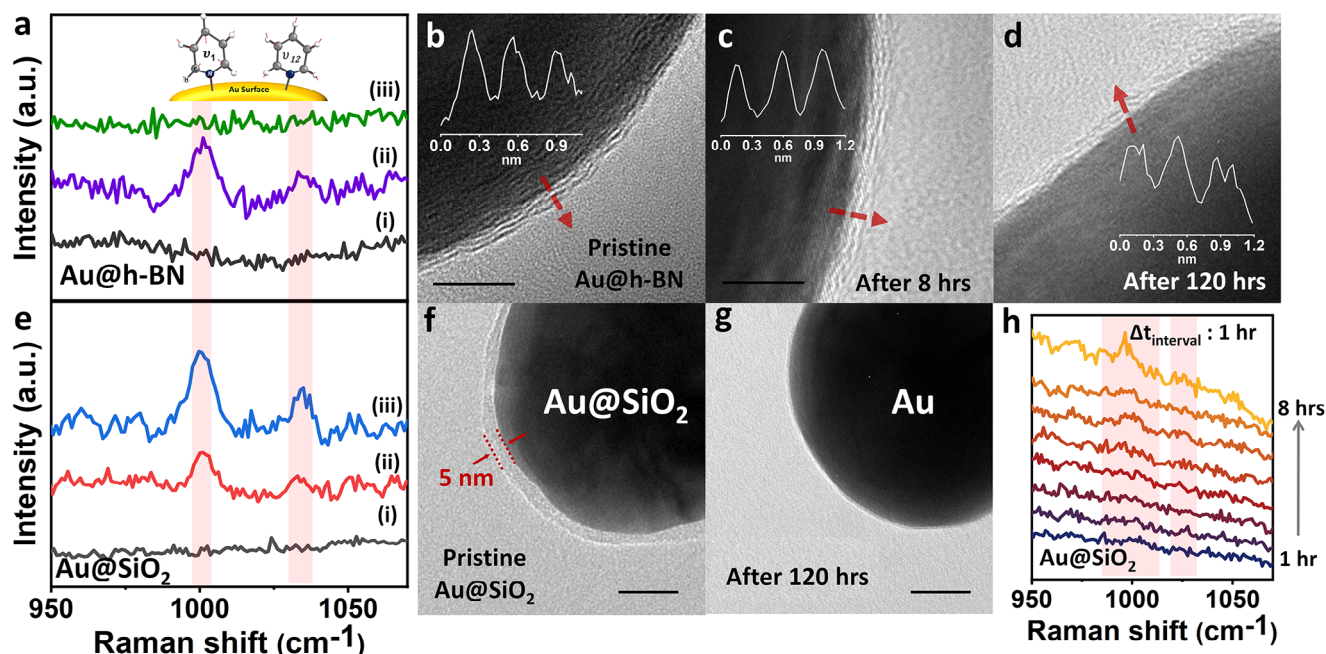 a
Intensity (a.u.)
υ1
υ12
N
N
Au Surface
(iii)
(ii)
(i)
Au@h-BN
b
0.0 0.3 0.6 0.9
nm
Pristine
Au@h-BN
c
0.0 0.3 0.6 0.9 1.2
nm
After 8 hrs
d
0.0 0.3 0.6 0.9 1.2
nm
After 120 hrs
e
Intensity (a.u.)
(iii)
(ii)
(i)
Au@SiO2
950 1000 1050
Raman shift (cm-1)
f
Au@SiO2
5 nm
Pristine
Au@SiO2
g
Au
After 120 hrs
h
Δtinterval : 1 hr
8 hrs
1 hr
Au@SiO2
950 1000 1050
Raman shift (cm-1)